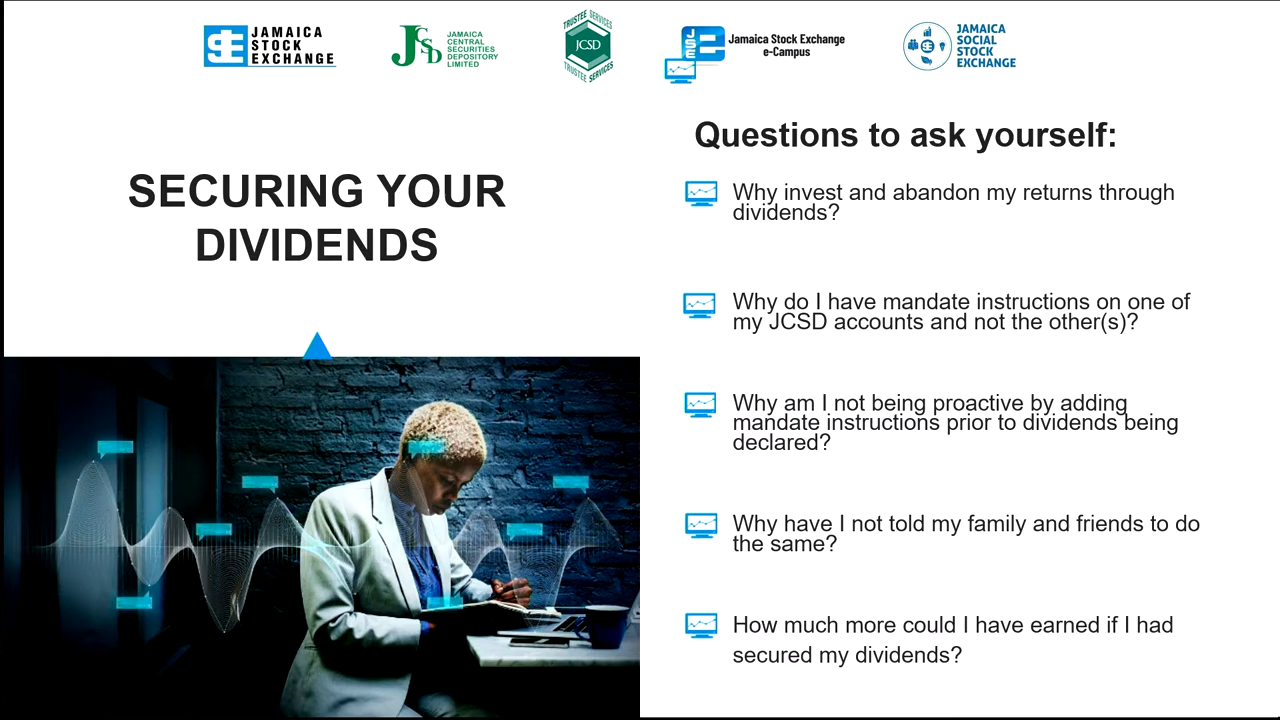 JAMAICA
STOCK
EXCHANGE
JCSD
JAMAICA
CENTRAL
SECURITIES
DEPOSITORY
LIMITED
TRUSTEE SERVICES
JCSD
TRUSTEE SERVICES
JSE
Jamaica Stock Exchange
e-Campus
JAMAICA
SOCIAL
STOCK
EXCHANGE
SECURING YOUR
DIVIDENDS
Questions to ask yourself:
Why invest and abandon my returns through
dividends?
Why do I have mandate instructions on one of
my JCSD accounts and not the other(s)?
Why am I not being proactive by adding
mandate instructions prior to dividends being
declared?
Why have I not told my family and friends to do
the same?
How much more could I have earned if I had
secured my dividends?